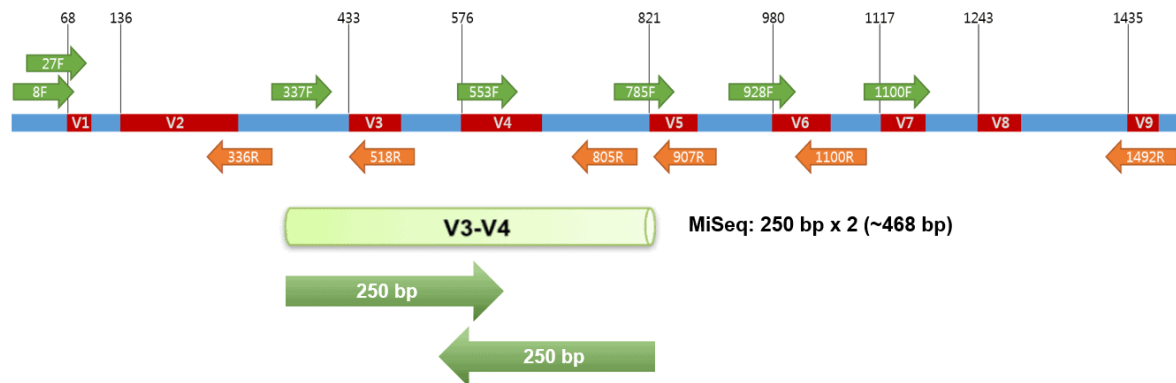 68 136 433 576 821 980 1117 1243 1435
27F
8F 337F 553F 785F 928F 1100F
V1 V2 V3 V4 V5 V6 V7 V8 V9
336R 518R 805R 907R 1100R 1492R
V3-V4 MiSeq: 250 bp x 2 (~468 bp)
250 bp
250 bp